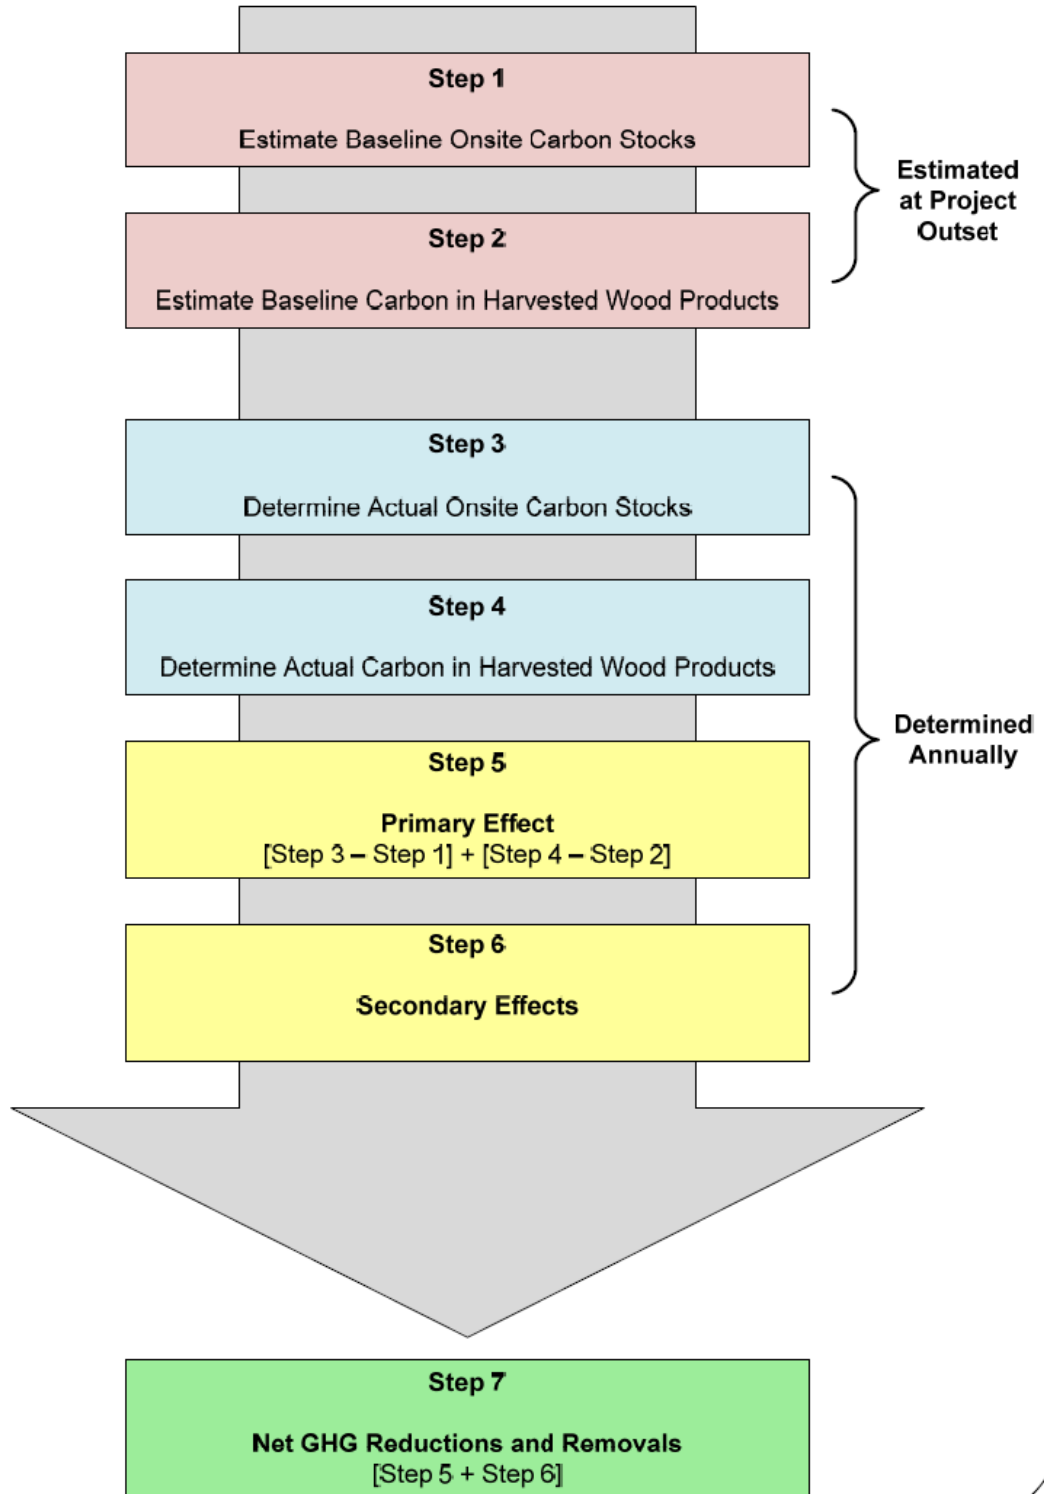 Step 1
Estimate Baseline Onsite Carbon Stocks
Estimated
at Project
Outset
Step 2
Estimate Baseline Carbon in Harvested Wood Products
Step 3
Determine Actual Onsite Carbon Stocks
Step 4
Determine Actual Carbon in Harvested Wood Products
Determined
Annually
Step 5
Primary Effect
[Step 3 – Step 1] + [Step 4 – Step 2]
Step 6
Secondary Effects
Step 7
Net GHG Reductions and Removals
[Step 5 + Step 6]